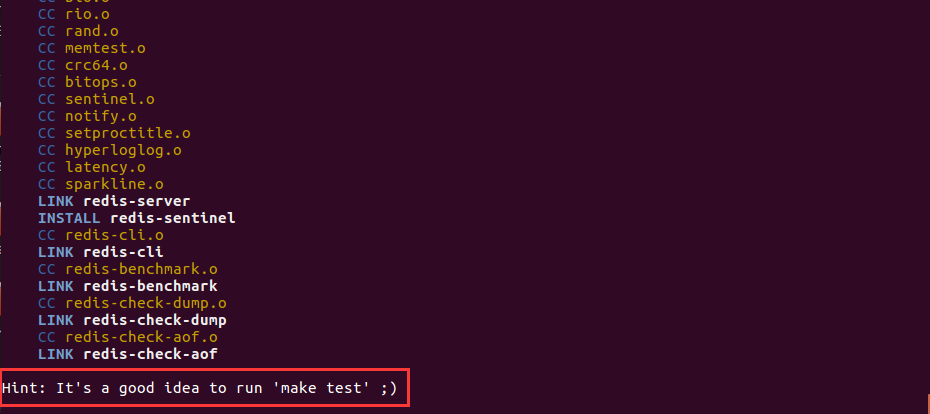 CC rio.o
CC rand.o
CC memtest.o
CC crc64.o
CC bitops.o
CC sentinel.o
CC notify.o
CC setproctitle.o
CC hyperloglog.o
CC latency.o
CC sparkline.o
LINK redis-server
INSTALL redis-sentinel
CC redis-cli.o
LINK redis-cli
CC redis-benchmark.o
LINK redis-benchmark
CC redis-check-dump.o
LINK redis-check-dump
CC redis-check-aof.o
LINK redis-check-aof
Hint: It's a good idea to run 'make test' ;)